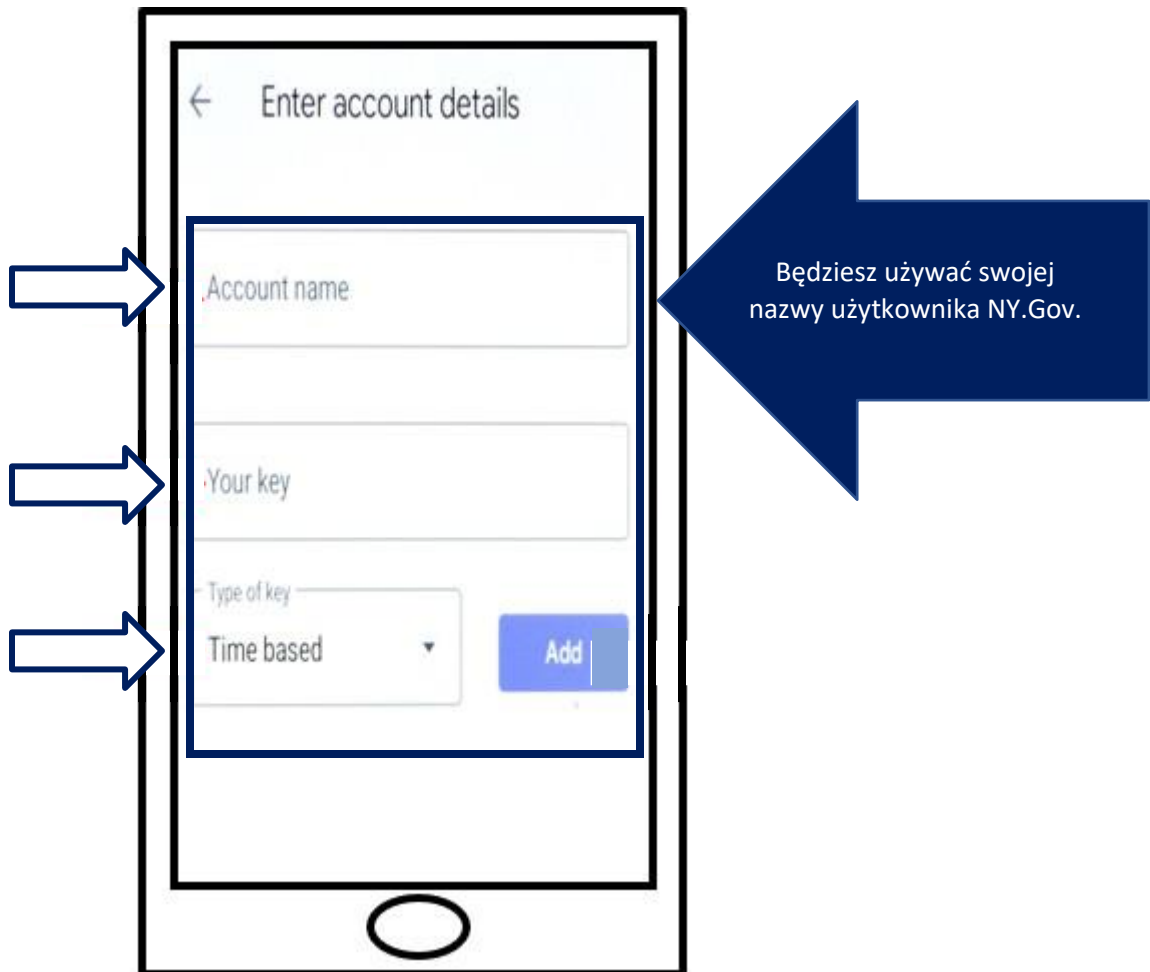 Enter account details
Account name
Będziesz używać swojej
nazwy użytkownika NY.Gov.
Your key
Type of key
Time based
Add